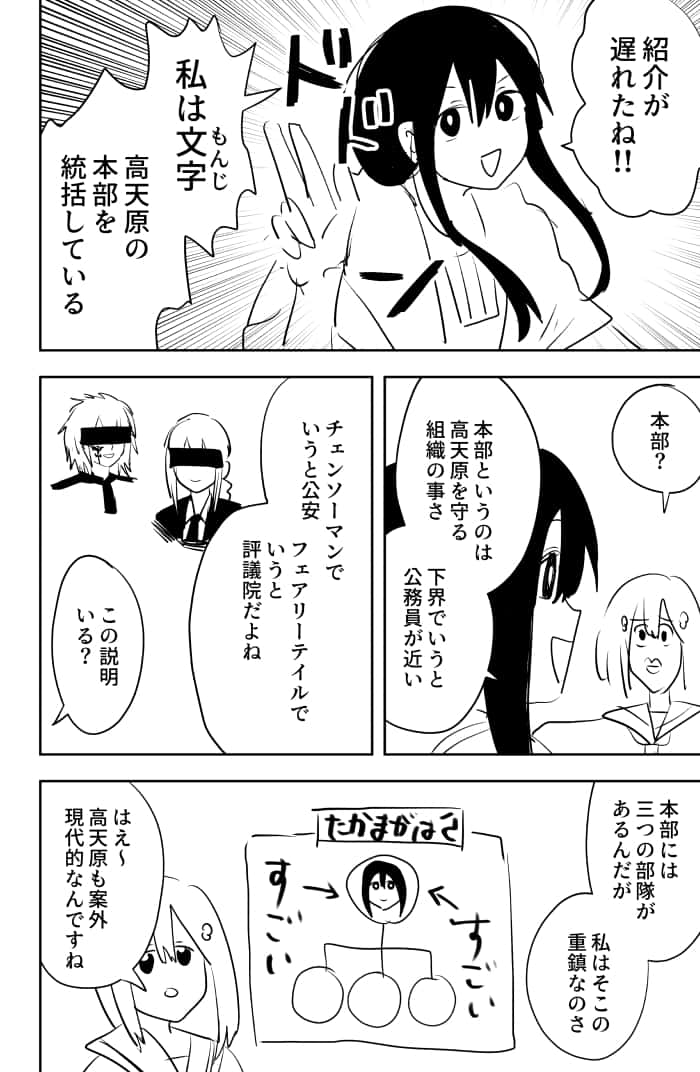 紹介が
遅れたね!!
ドドン
私は文字
もんじ
高天原の
本部を
統括している
本部?
本部というのは
高天原を守る
組織の事さ
下界でいうと
公務員が近い
チェンソーマンで
いうと公安
フェアリーテイルで
いうと
評議院だよね
この説明
いる?
本部には
三つの部隊が
あるんだが
私はそこの
重鎮なのさ
たかまがはら
すごい
すごい
はえ〜
高天原も案外
現代的なんですね